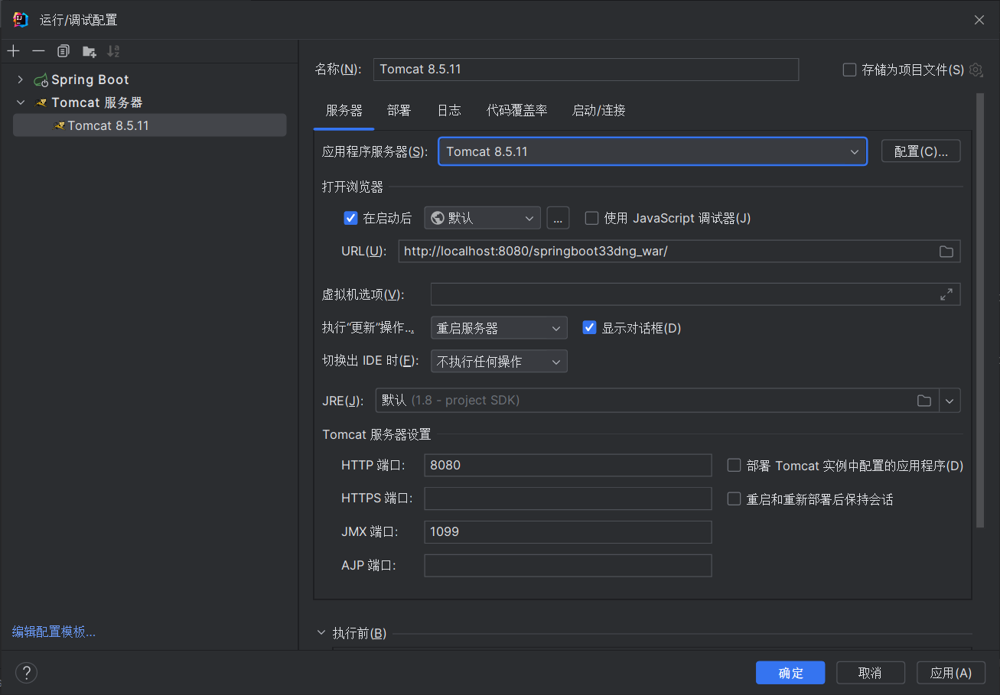 运行/调试配置
Spring Boot
Tomcat 服务器
Tomcat 8.5.11
编辑配置模板...
名称(N): Tomcat 8.5.11 存储为项目文件(S)
服务器 部署 日志 代码覆盖率 启动/连接
应用程序服务器(S): Tomcat 8.5.11 配置(C)...
打开浏览器
在启动后 默认 ... 使用 JavaScript 调试器(J)
URL(U): http://localhost:8080/springboot33dng_war/
虚拟机选项(V):
执行“更新”操作... 重启服务器 显示对话框(D)
切换出 IDE 时(F): 不执行任何操作
JRE(J): 默认 (1.8 - project SDK)
Tomcat 服务器设置
HTTP 端口: 8080 部署 Tomcat 实例中配置的应用程序(D)
HTTPS 端口: 重启和重新部署后保持会话
JMX 端口: 1099
AJP 端口:
执行前(B)
? 确定 取消 应用(A)